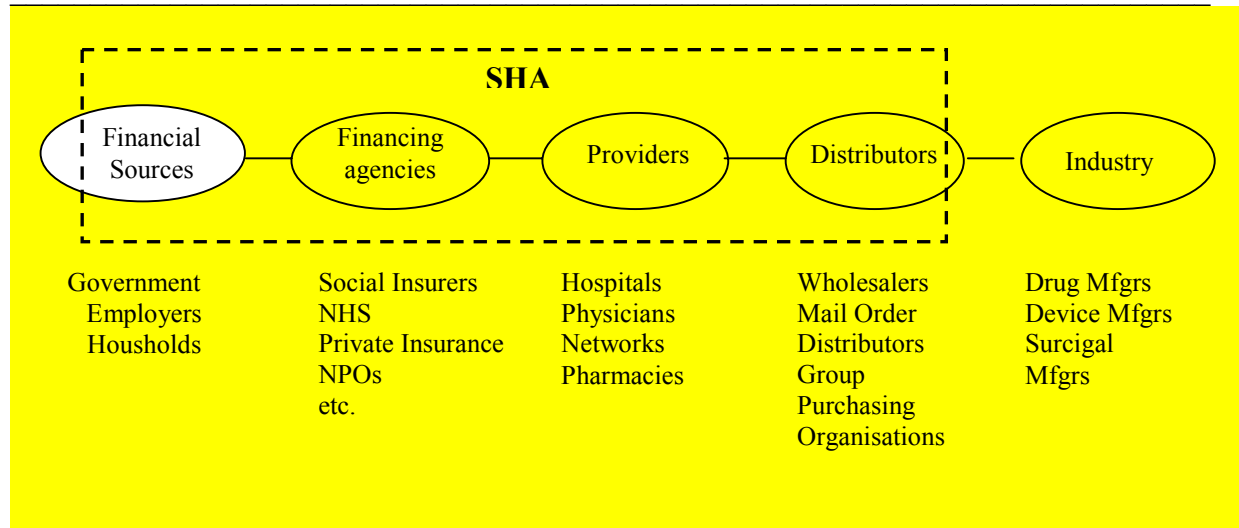 SHA
Financial
Sources
Financing
agencies
Providers
Distributors
Industry
Government
Employers
Housholds
Social Insurers
NHS
Private Insurance
NPOs
etc.
Hospitals
Physicians
Networks
Pharmacies
Wholesalers
Mail Order
Distributors
Group
Purchasing
Organisations
Drug Mfgrs
Device Mfgrs
Surcigal
Mfgrs